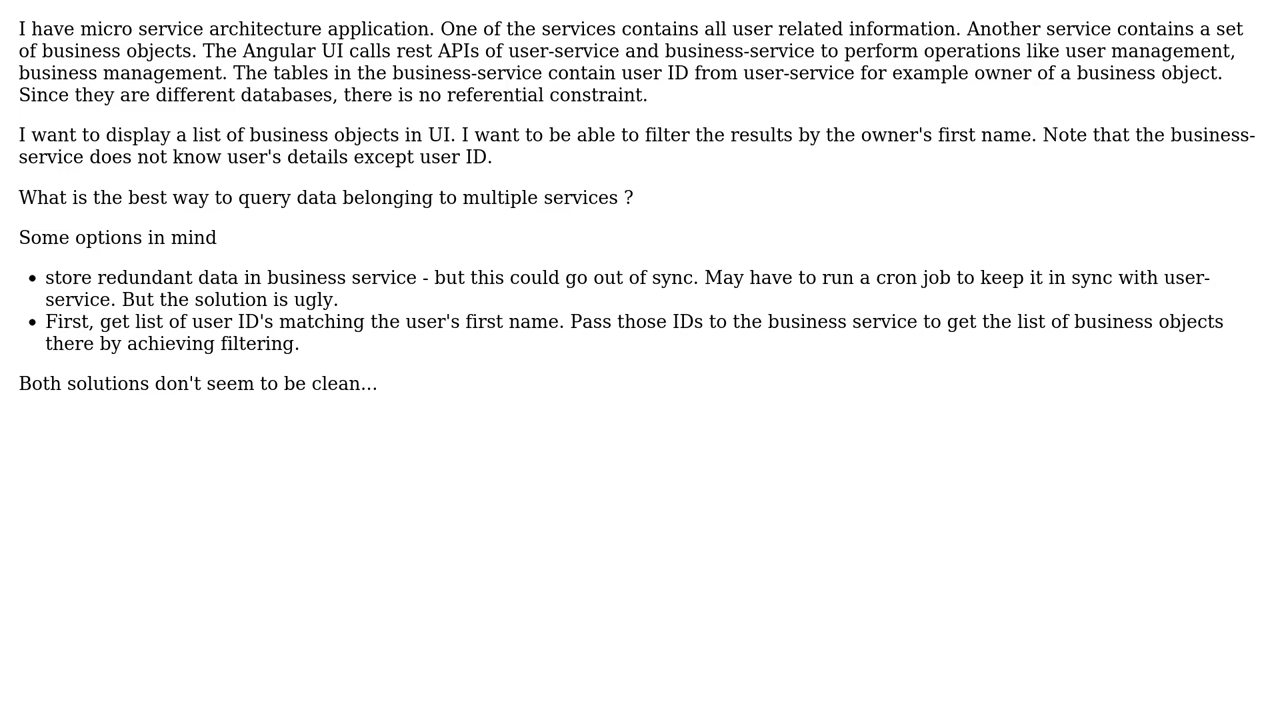 I have micro service architecture application. One of the services contains all user related information. Another service contains a set
of business objects. The Angular UI calls rest APIs of user-service and business-service to perform operations like user management,
business management. The tables in the business-service contain user ID from user-service for example owner of a business object.
Since they are different databases, there is no referential constraint.
I want to display a list of business objects in UI. I want to be able to filter the results by the owner's first name. Note that the business-
service does not know user's details except user ID.
What is the best way to query data belonging to multiple services ?
Some options in mind
• store redundant data in business service - but this could go out of sync. May have to run a cron job to keep it in sync with user-
service. But the solution is ugly.
• First, get list of user ID's matching the user's first name. Pass those IDs to the business service to get the list of business objects
there by achieving filtering.
Both solutions don't seem to be clean...